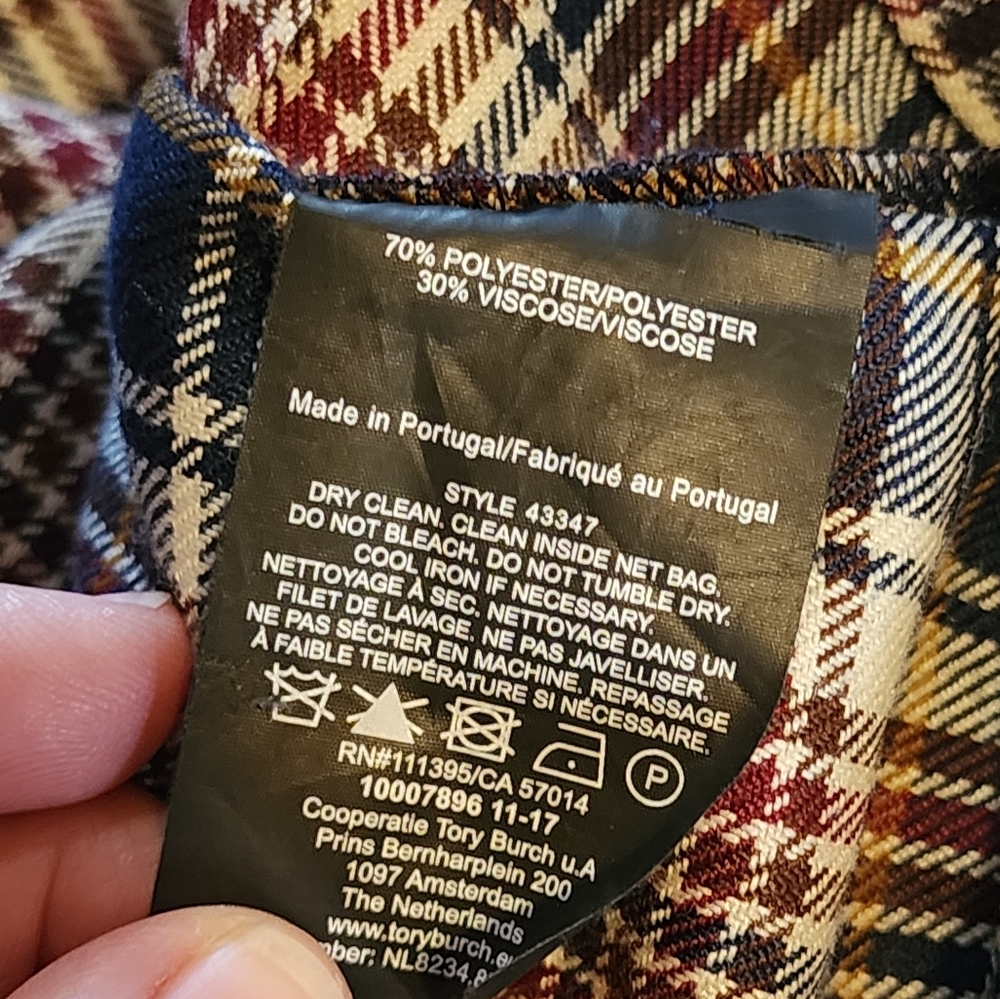 70% POLYESTER/POLYESTER
30% VISCOSE/VISCOSE
Made in Portugal/Fabriqué au Portugal
STYLE 43347
DRY CLEAN. CLEAN INSIDE NET BAG.
DO NOT BLEACH. DO NOT TUMBLE DRY.
COOL IRON IF NECESSARY.
NETTOYAGE À SEC. NETTOYAGE DANS UN
FILET DE LAVAGE. NE PAS JAVELLISER.
NE PAS SÉCHER EN MACHINE. REPASSAGE
À FAIBLE TEMPÉRATURE SI NÉCESSAIRE.
P
RN#111395/CA 57014
10007896 11-17
Cooperatie Tory Burch u.A
Prins Bernharplein 200
1097 Amsterdam
The Netherlands
www.toryburch.e
ber: NL8234.8